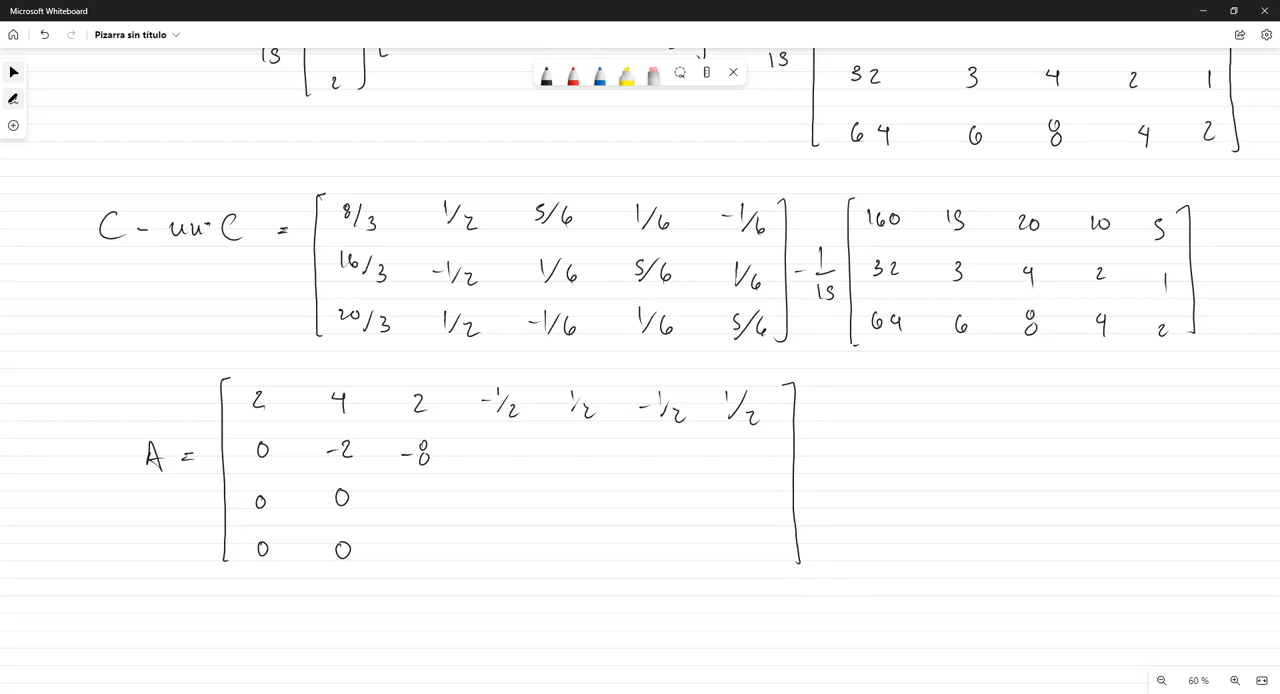 Microsoft Whiteboard
Pizarra sin título
13 [ 2 ] 13 [ 32 3 4 2 1
64 6 8 4 2 ]
C - uuᵀC = [ 8/3 1/2 5/6 1/6 -1/6 ] - 1/13 [ 160 15 20 10 5 ]
[ 16/3 -1/2 1/6 5/6 1/6 ] [ 32 3 4 2 1 ]
[ 20/3 1/2 -1/6 1/6 5/6 ] [ 64 6 8 4 2 ]
A = [ 2 4 2 -1/2 1/2 -1/2 1/2 ]
[ 0 -2 -8 ]
[ 0 0 ]
[ 0 0 ]
60 %